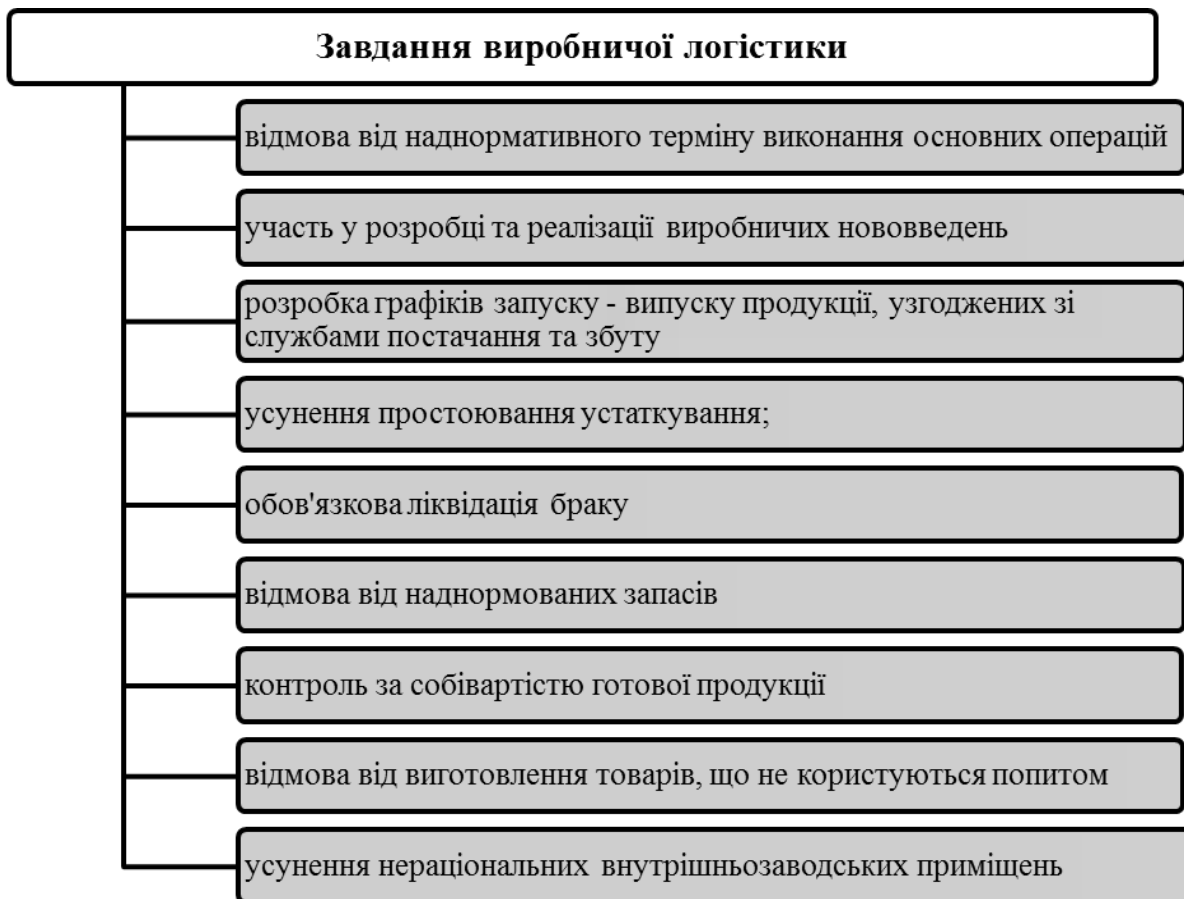 Завдання виробничої логістики
відмова від наднормативного терміну виконання основних операцій
участь у розробці та реалізації виробничих нововведень
розробка графіків запуску - випуску продукції, узгоджених зі
службами постачання та збуту
усунення простоювання устаткування;
обов'язкова ліквідація браку
відмова від наднормованих запасів
контроль за собівартістю готової продукції
відмова від виготовлення товарів, що не користуються попитом
усунення нераціональних внутрішньозаводських приміщень